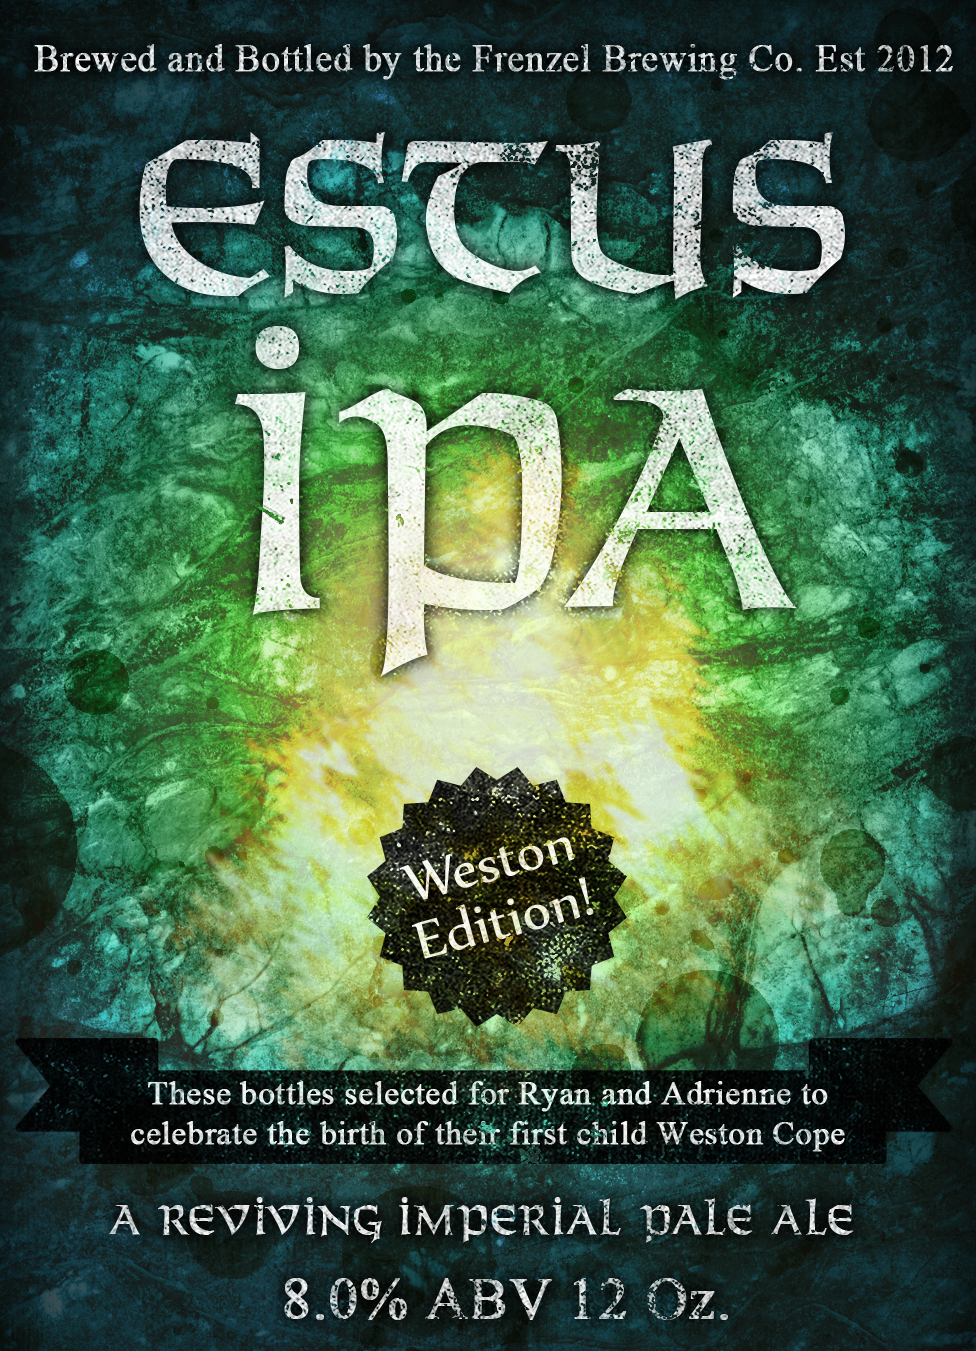 Brewed and Bottled by the Frenzel Brewing Co. Est 2012
ESTUS
iPA
Weston
Edition!
These bottles selected for Ryan and Adrienne to
celebrate the birth of their first child Weston Cope
A REViViNG iMPERiAL PALE ALE
8.0% ABV 12 Oz.